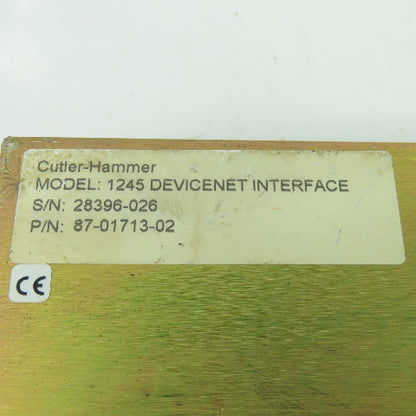 Cutler-Hammer
MODEL: 1245 DEVICENET INTERFACE
S/N: 28396-026
P/N: 87-01713-02
CE